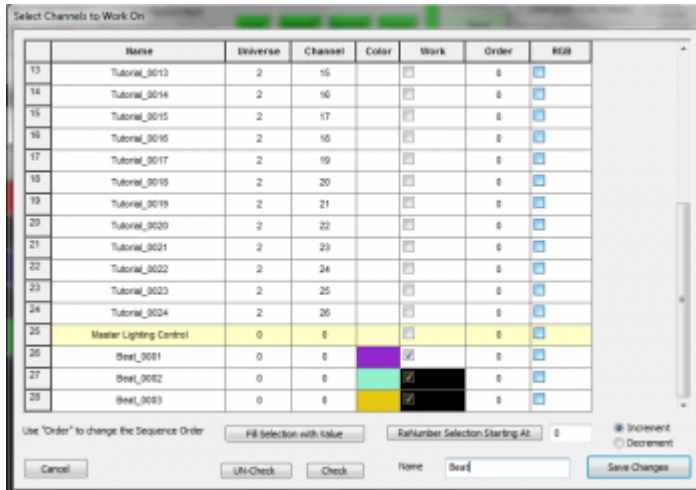 Select Channels to Work On
Name Universe Channel Color Work Order RGB
13 Tutorial_0013 2 15 0
14 Tutorial_0014 2 16 0
15 Tutorial_0015 2 17 0
16 Tutorial_0016 2 18 0
17 Tutorial_0017 2 19 0
18 Tutorial_0018 2 20 0
19 Tutorial_0019 2 21 0
20 Tutorial_0020 2 22 0
21 Tutorial_0021 2 23 0
22 Tutorial_0022 2 24 0
23 Tutorial_0023 2 25 0
24 Tutorial_0024 2 26 0
25 Master Lighting Control 0 0 0
26 Beat_0001 0 0 0
27 Beat_0002 0 0 0
28 Beat_0003 0 0 0
Use "Order" to change the Sequence Order Fill Selection with Value ReNumber Selection Starting At 0 Increment
Decrement
Cancel UN-Check Check Name Beat Save Changes